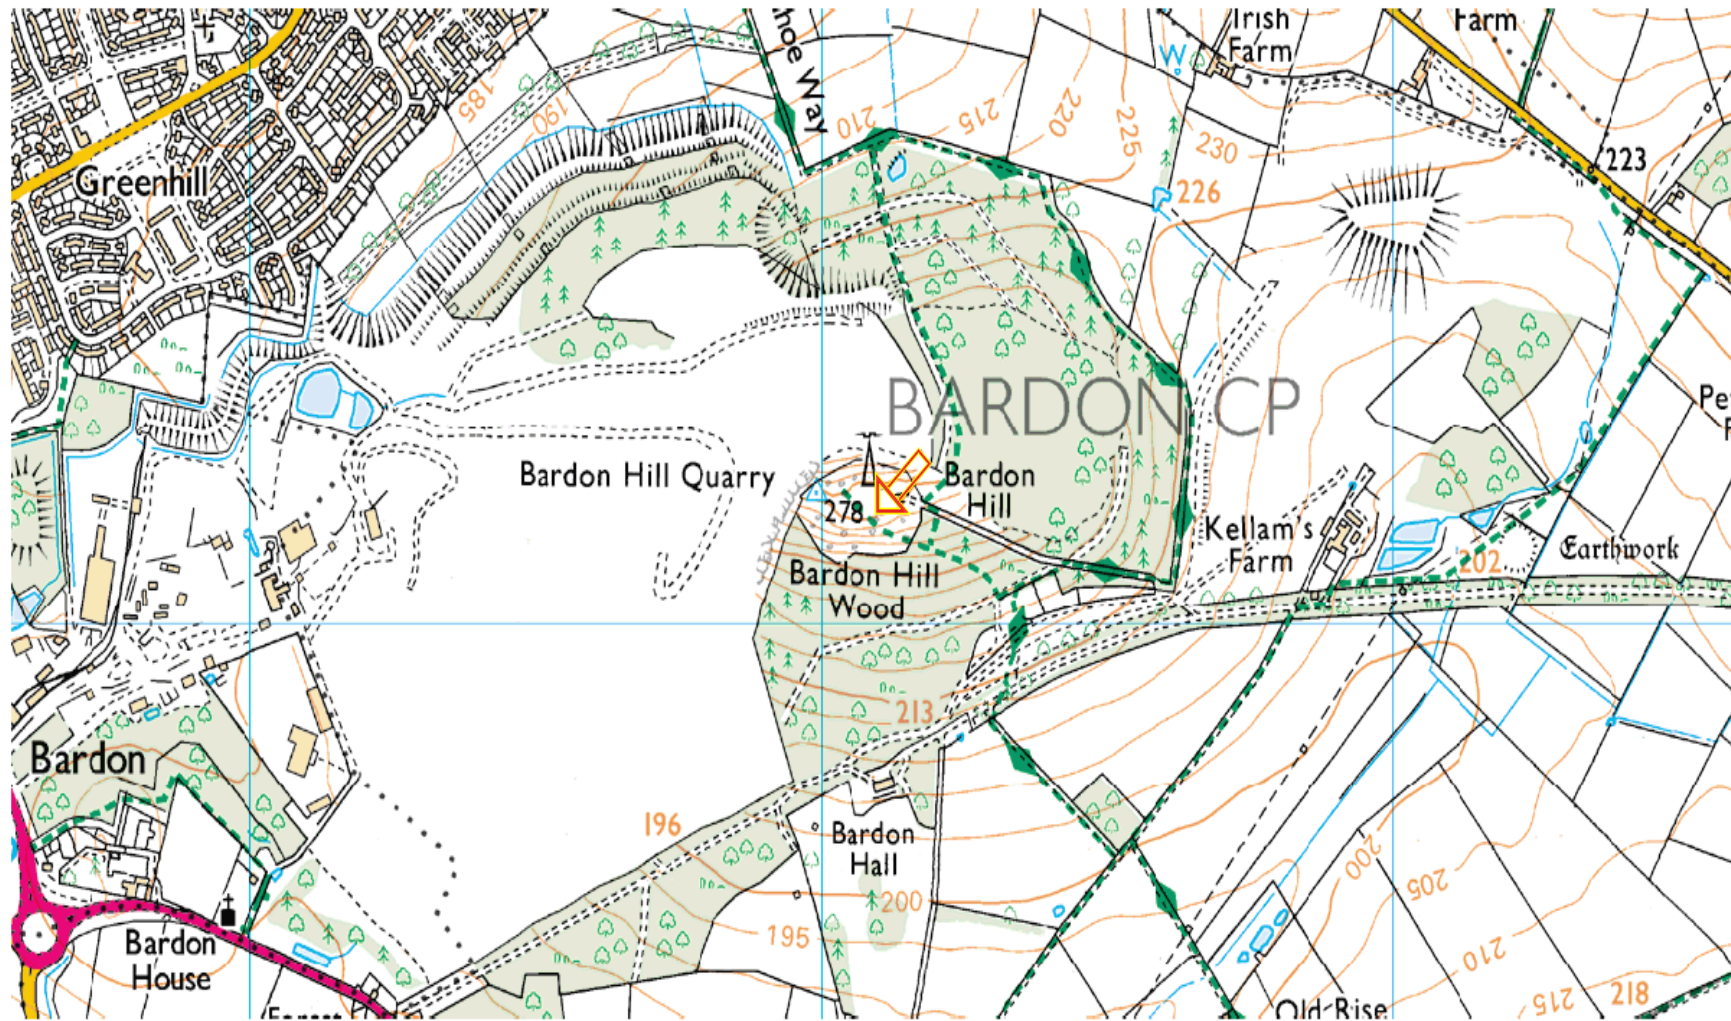 hoe Way
Irish
Farm
Farm
185
190
210
215
220
225
230
223
226
Greenhill
W
BARDON CP
Bardon Hill Quarry
Bardon
Hill
278
Kellam's
Farm
Earthwork
202
Bardon Hill
Wood
213
Bardon
196
Bardon
Hall
200
195
200
205
210
215
218
Bardon
House
Old Rise